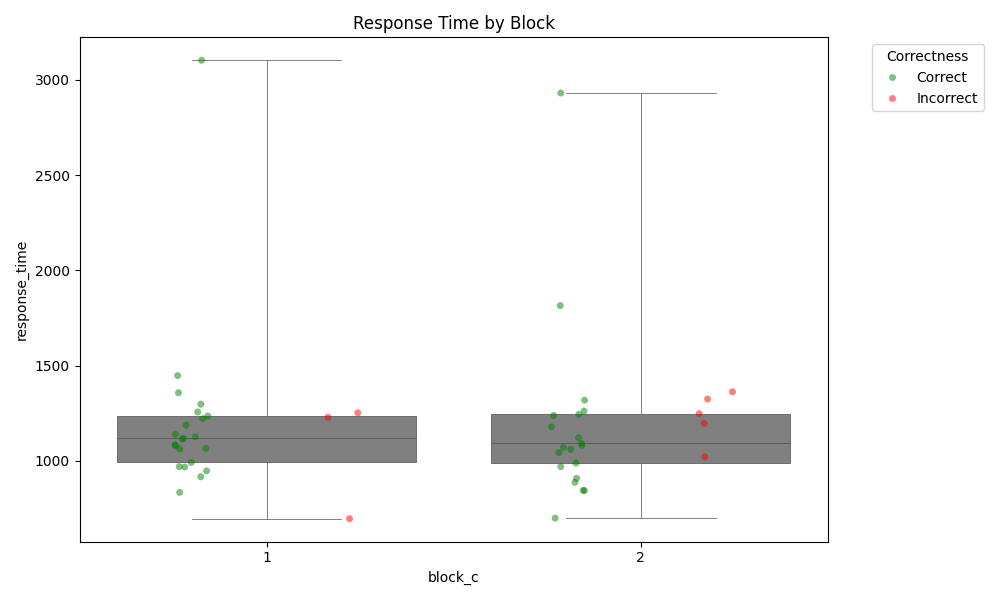 Response Time by Block
Correctness
Correct
Incorrect
response_time
3000
2500
2000
1500
1000
1
2
block_c